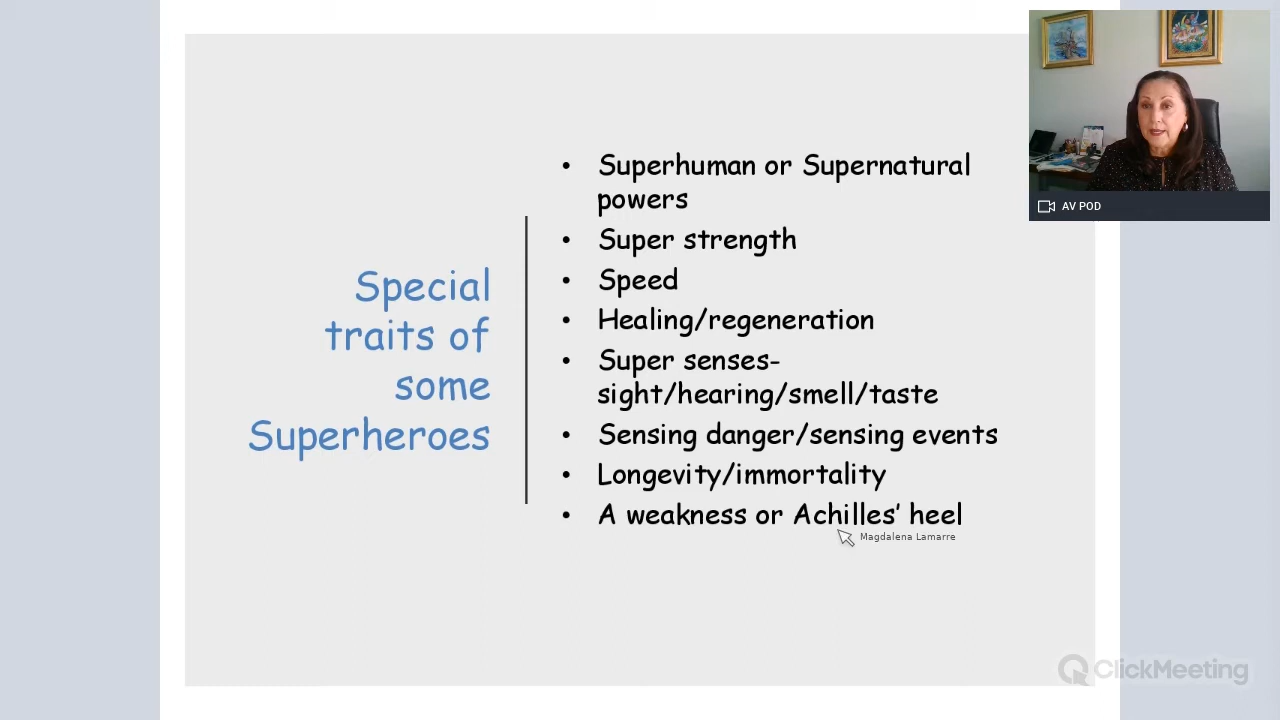 Special
traits of
some
Superheroes
• Superhuman or Supernatural
powers
• Super strength
• Speed
• Healing/regeneration
• Super senses-
sight/hearing/smell/taste
• Sensing danger/sensing events
• Longevity/immortality
• A weakness or Achilles’ heel
Magdalena Lamarre
AV POD
ClickMeeting